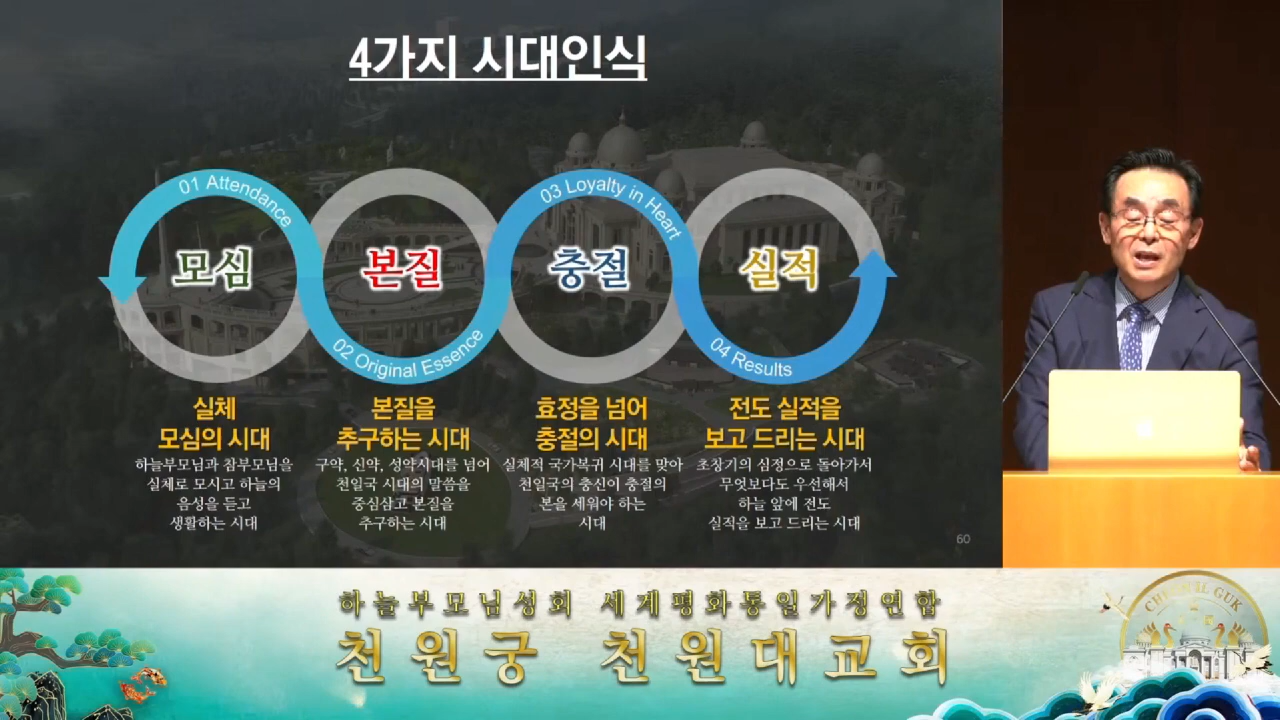 4가지 시대인식
01 Attendance
모심
실체
모심의 시대
하늘부모님과 참부모님을
실체로 모시고 하늘의
음성을 듣고
생활하는 시대
02 Original Essence
본질
본질을
추구하는 시대
구약, 신약, 성약시대를 넘어
천일국 시대의 말씀을
중심삼고 본질을
추구하는 시대
03 Loyalty in Heart
충절
효정을 넘어
충절의 시대
실체적 국가복귀 시대를 맞아
천일국의 충신이 충절의
본을 세워야 하는
시대
04 Results
실적
전도 실적을
보고 드리는 시대
초창기의 심정으로 돌아가서
무엇보다도 우선해서
하늘 앞에 전도
실적을 보고 드리는 시대
60
하늘부모님성회 세계평화통일가정연합
천원궁 천원대교회
CHEON IL GUK